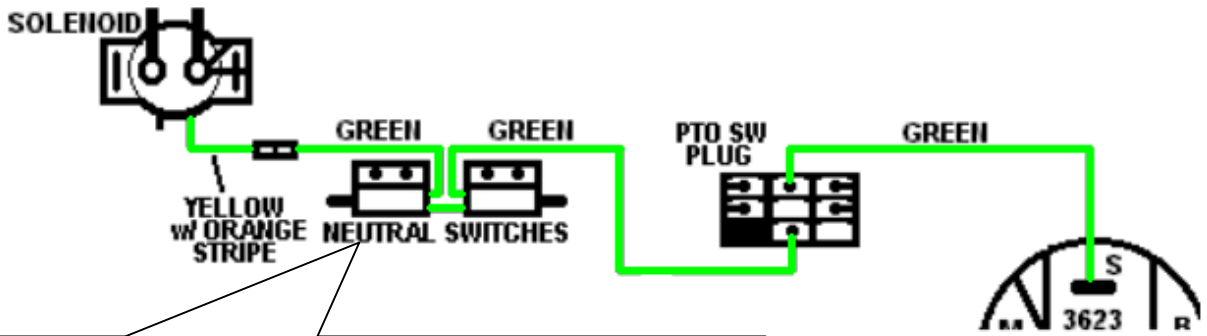 SOLENOID
GREEN
GREEN
PTO SW
PLUG
GREEN
YELLOW
w/ ORANGE
STRIPE
NEUTRAL SWITCHES
S
3623